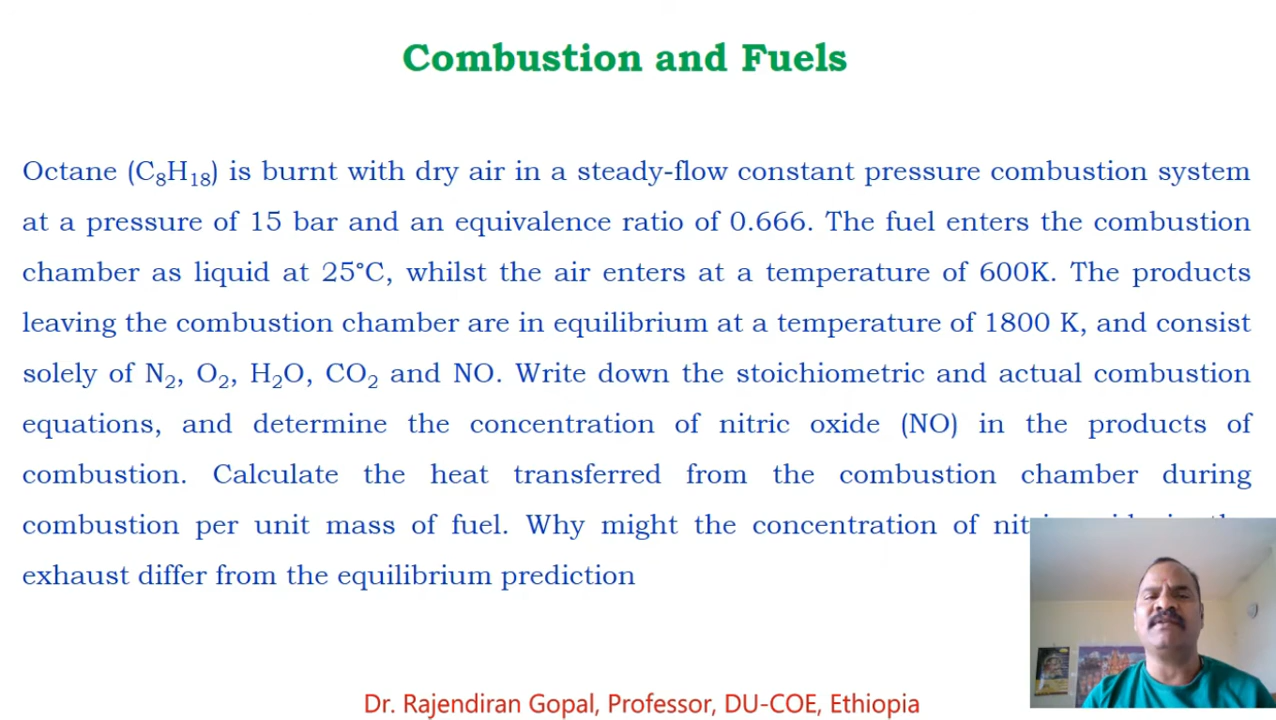 Combustion and Fuels
Octane (C₈H₁₈) is burnt with dry air in a steady-flow constant pressure combustion system
at a pressure of 15 bar and an equivalence ratio of 0.666. The fuel enters the combustion
chamber as liquid at 25°C, whilst the air enters at a temperature of 600K. The products
leaving the combustion chamber are in equilibrium at a temperature of 1800 K, and consist
solely of N₂, O₂, H₂O, CO₂ and NO. Write down the stoichiometric and actual combustion
equations, and determine the concentration of nitric oxide (NO) in the products of
combustion. Calculate the heat transferred from the combustion chamber during
combustion per unit mass of fuel. Why might the concentration of
exhaust differ from the equilibrium prediction
Dr. Rajendiran Gopal, Professor, DU-COE, Ethiopia